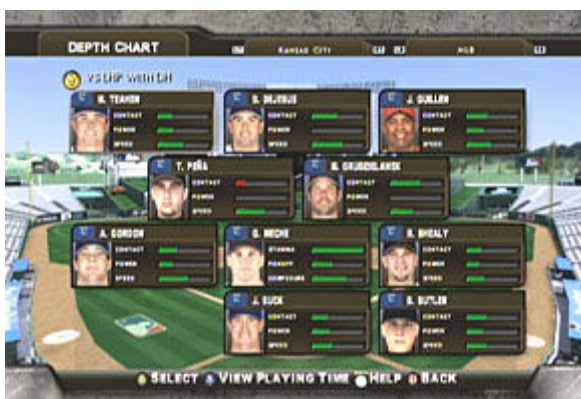 DEPTH CHART
KANSAS CITY
MLB
VS LHP WITH DH
M. TEAHEN
D. DEJESUS
J. GUILLEN
CONTACT
CONTACT
CONTACT
POWER
POWER
POWER
SPEED
SPEED
SPEED
T. PEÑA
M. GRUDZIELANEK
CONTACT
CONTACT
POWER
POWER
SPEED
SPEED
A. GORDON
G. MECHE
R. SHEALY
CONTACT
STAMINA
CONTACT
POWER
PICKOFF
POWER
SPEED
COMPOSURE
SPEED
J. BUCK
B. BUTLER
CONTACT
CONTACT
POWER
POWER
SPEED
SPEED
SELECT VIEW PLAYING TIME HELP BACK